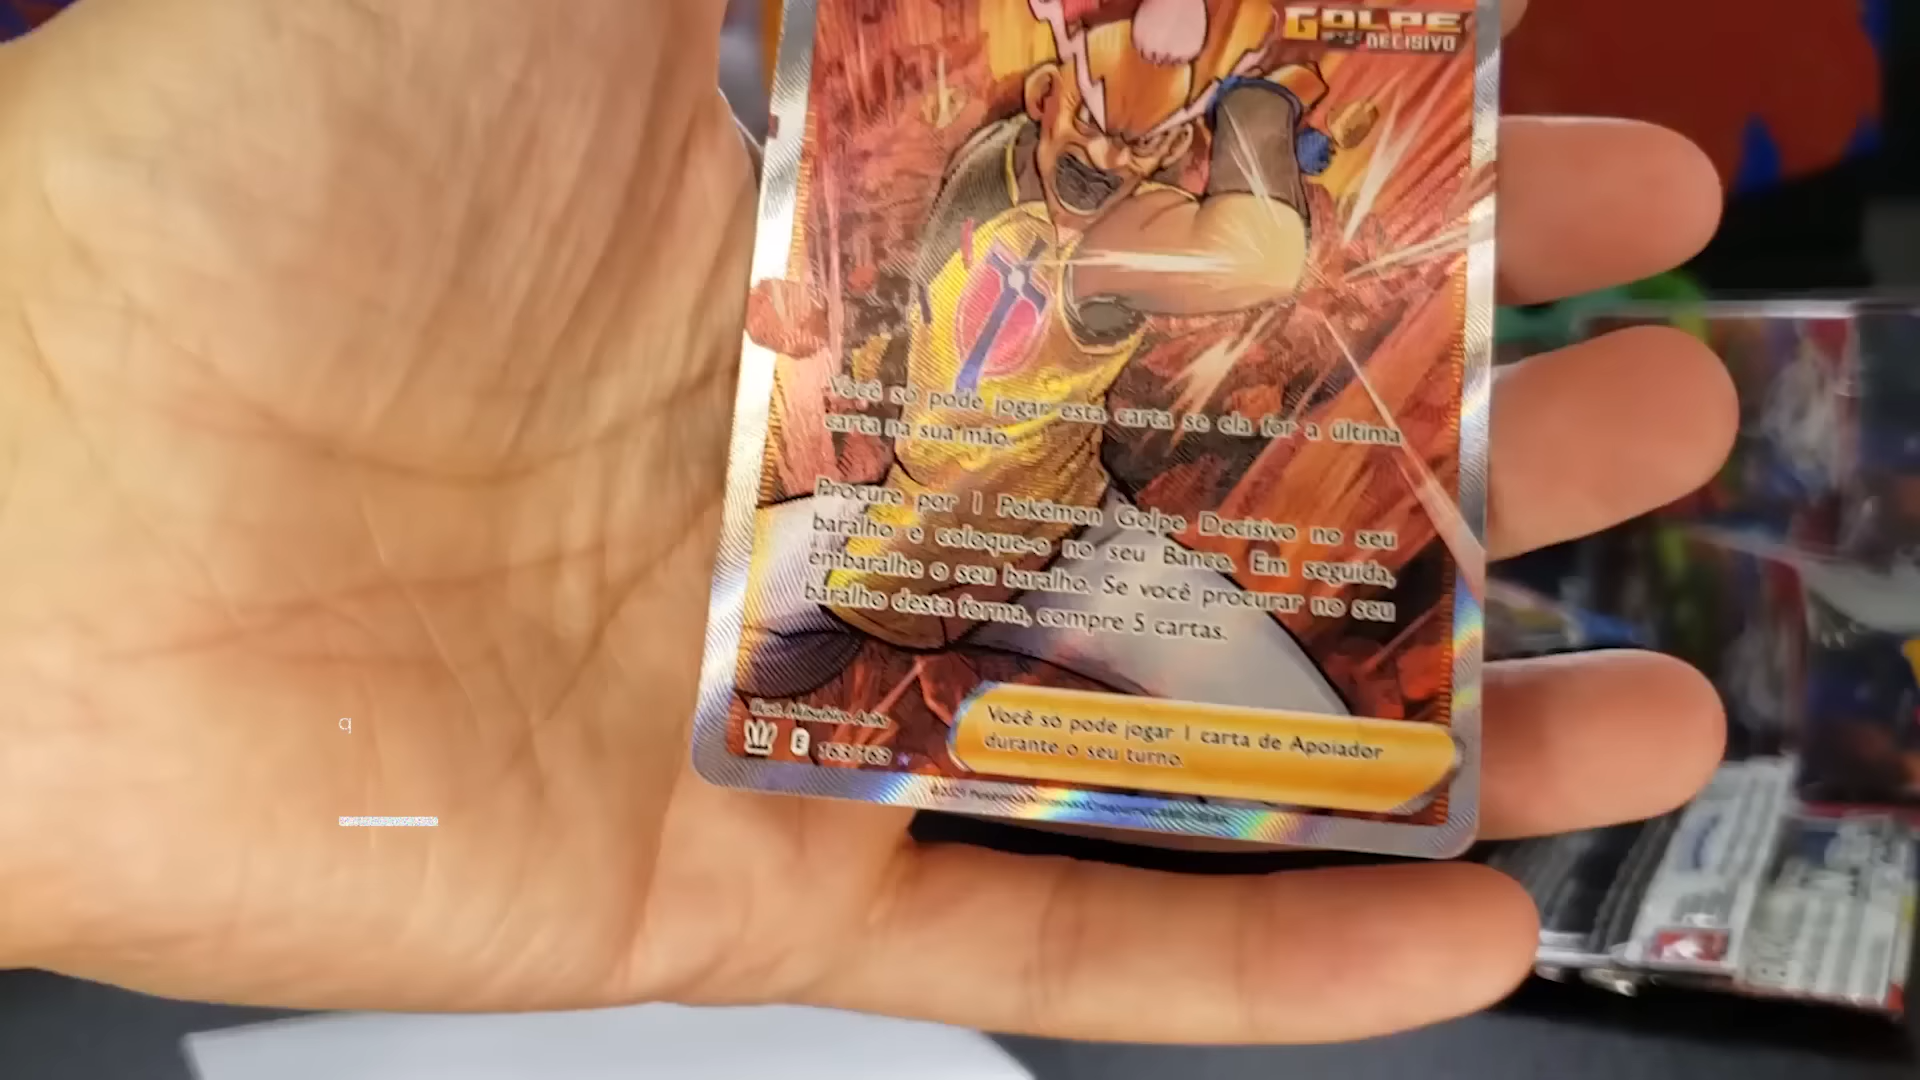 GOLPE
DECISIVO
Você só pode jogar esta carta se ela for a última
carta na sua mão.
Procure por 1 Pokémon Golpe Decisivo no seu
baralho e coloque-o no seu Banco. Em seguida,
embaralhe o seu baralho. Se você procurar no seu
baralho desta forma, compre 5 cartas.
Você só pode jogar 1 carta de Apoiador
durante o seu turno.
E 163/163
q